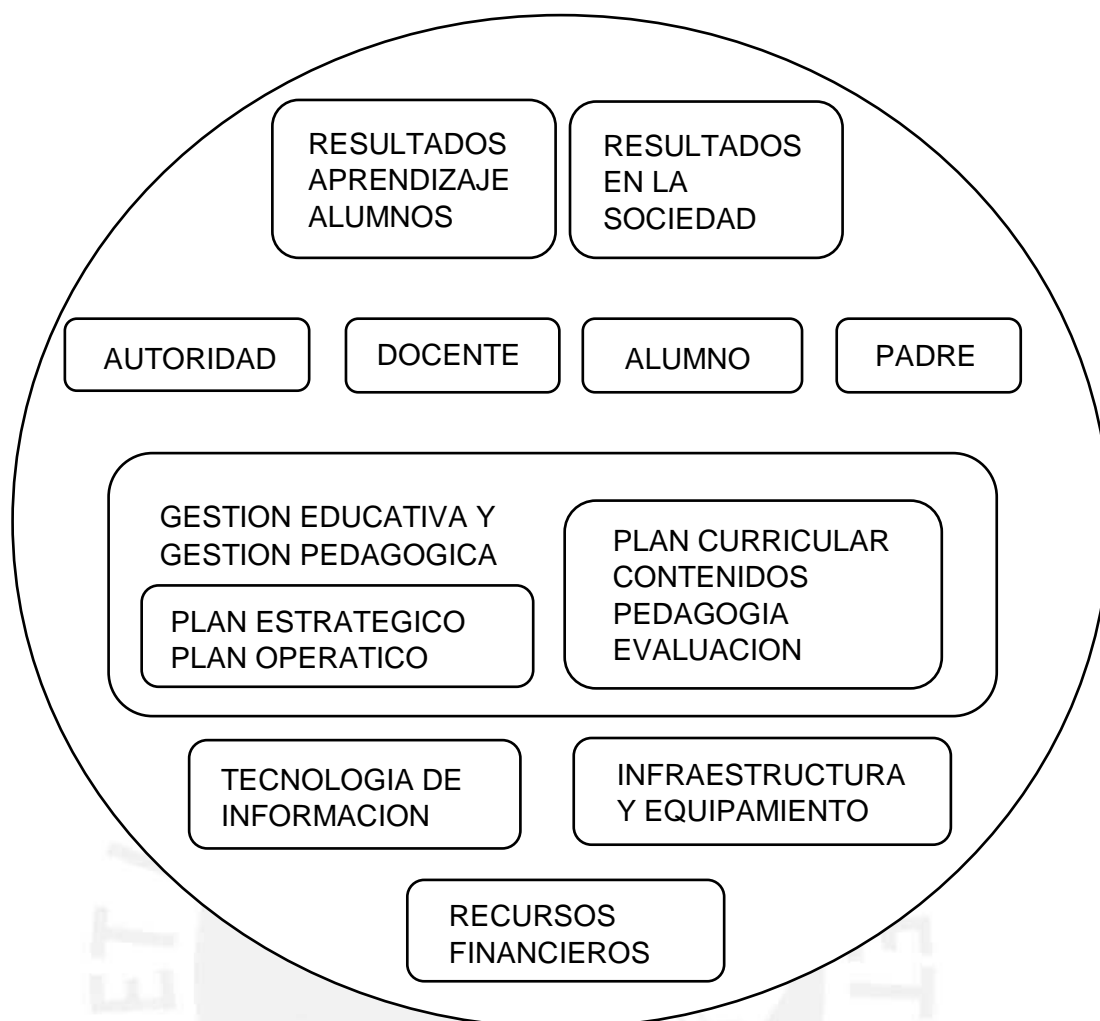 RESULTADOS
APRENDIZAJE
ALUMNOS
RESULTADOS
EN LA
SOCIEDAD
AUTORIDAD
DOCENTE
ALUMNO
PADRE
GESTION EDUCATIVA Y
GESTION PEDAGOGICA
PLAN ESTRATEGICO
PLAN OPERATICO
PLAN CURRICULAR
CONTENIDOS
PEDAGOGIA
EVALUACION
TECNOLOGIA DE
INFORMACION
INFRAESTRUCTURA
Y EQUIPAMIENTO
RECURSOS
FINANCIEROS